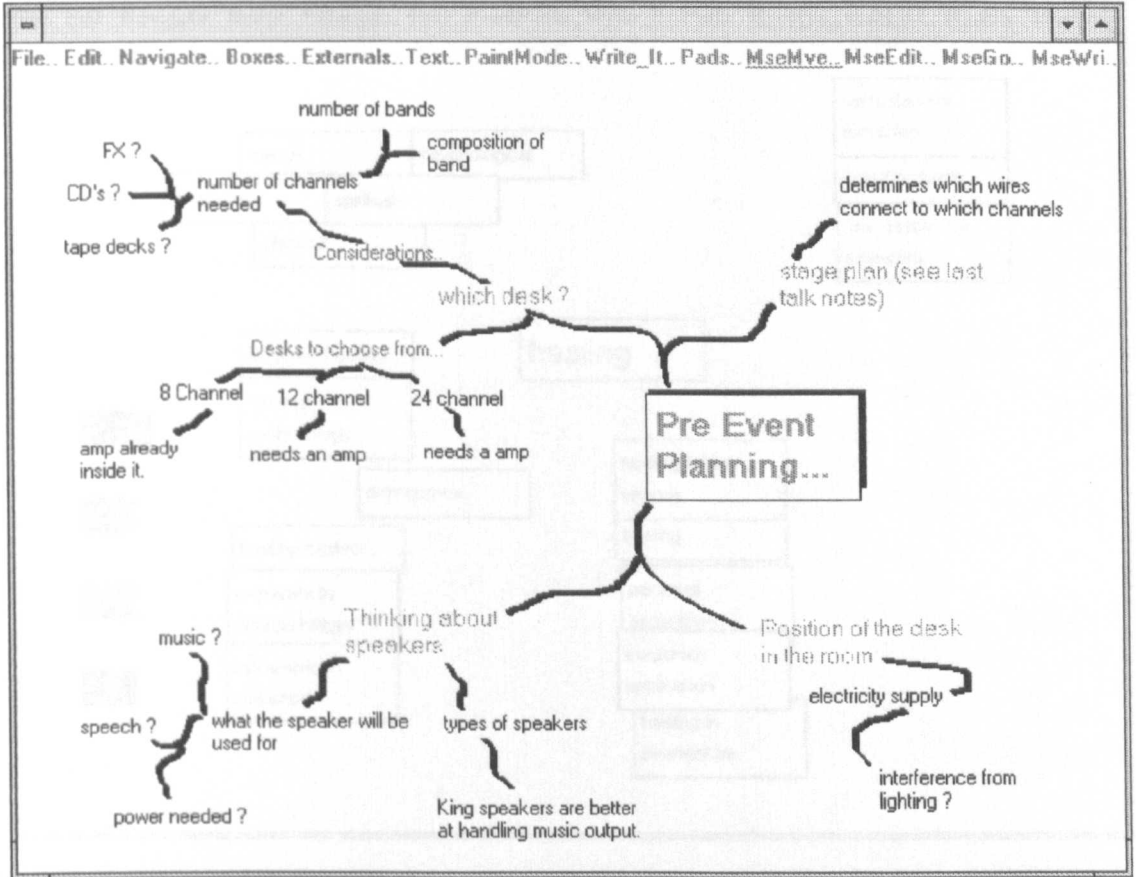 File.. Edit.. Navigate.. Boxes.. Externals.. Text.. PaintMode.. Write_It.. Pads.. MseMve.. MseEdit.. MseGo.. MseWri..
number of bands
composition of
band
FX ?
CD's ?
tape decks ?
number of channels
needed
Considerations..
which desk ?
determines which wires
connect to which channels
stage plan (see last
talk notes)
Desks to choose from...
8 Channel
12 channel
24 channel
amp already
inside it.
needs an amp
needs a amp
Pre Event
Planning...
Thinking about
speakers
music ?
speech ?
what the speaker will be
used for
power needed ?
types of speakers
King speakers are better
at handling music output.
Position of the desk
in the room
electricity supply
interference from
lighting ?